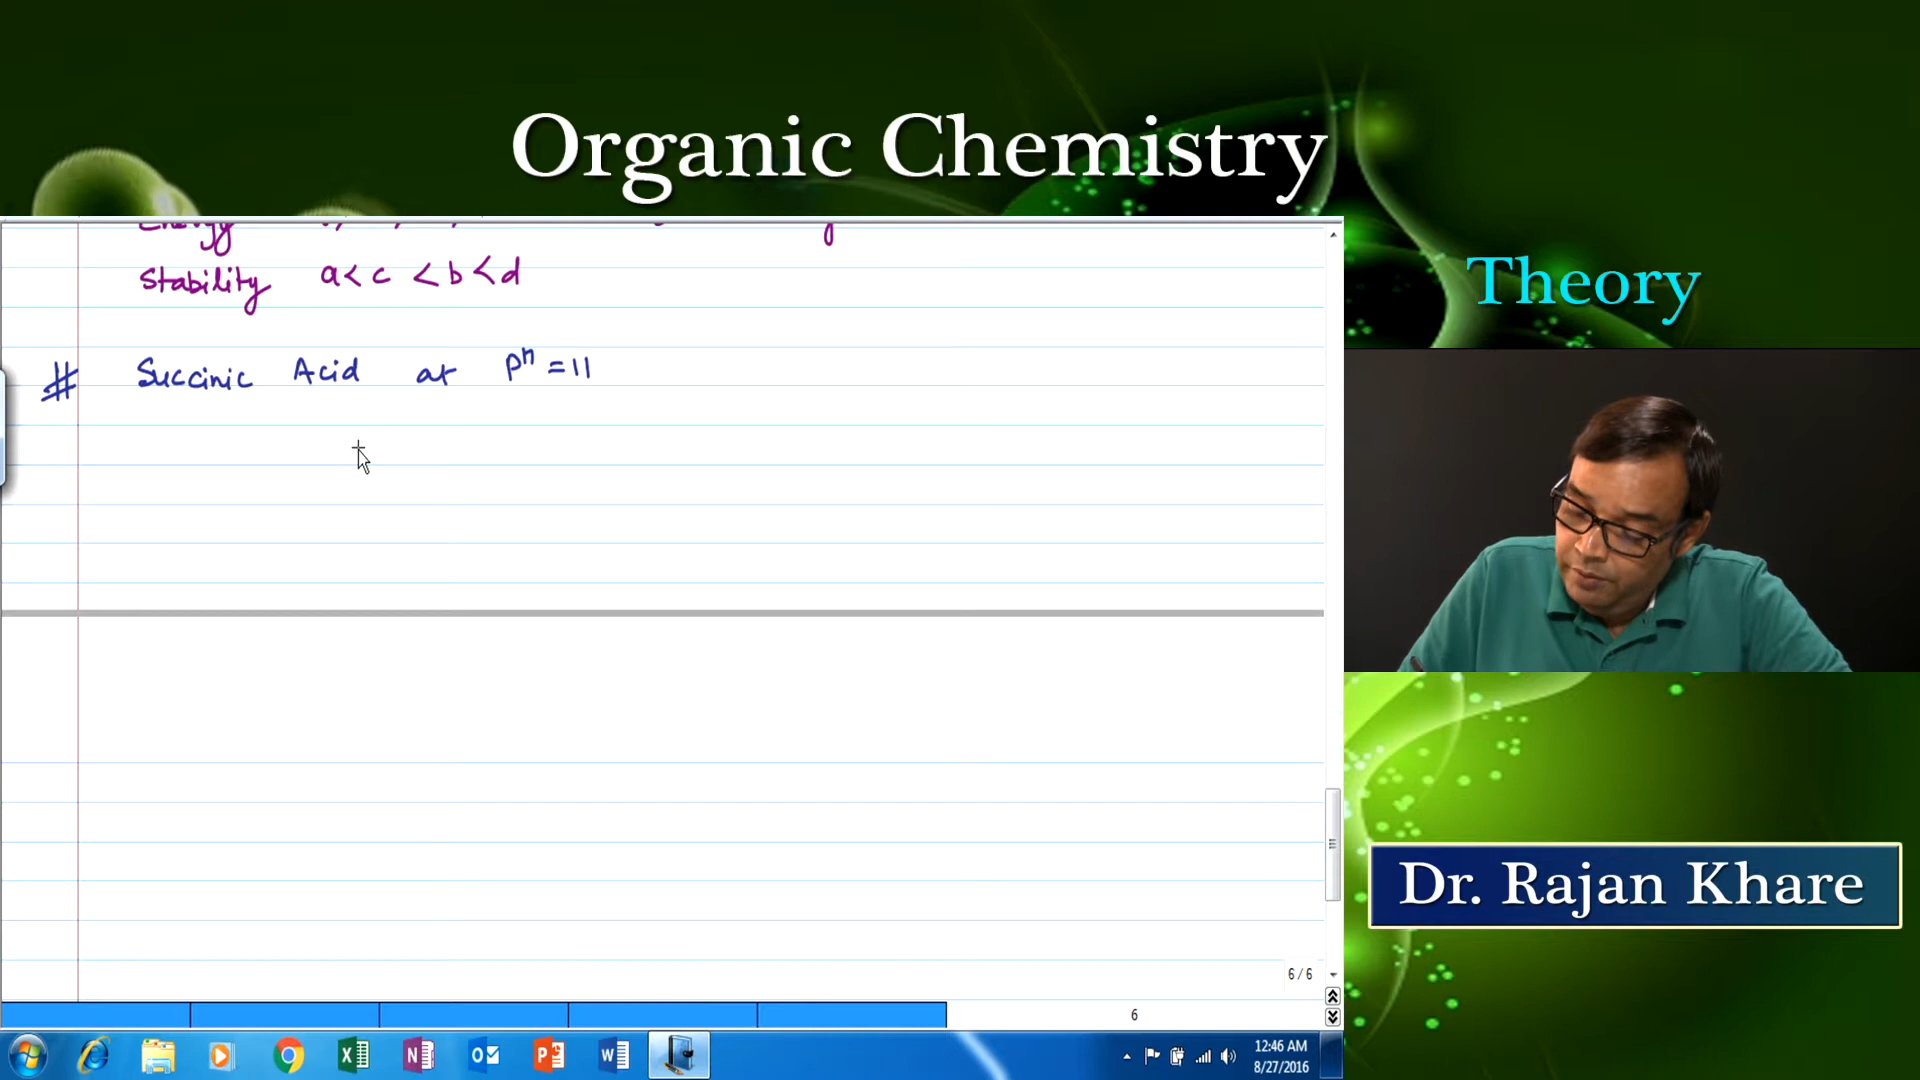 Organic Chemistry
Theory
Energy
Stability a < c < b < d
# Succinic Acid at pH = 11
Dr. Rajan Khare
6 / 6
6
12:46 AM
8/27/2016